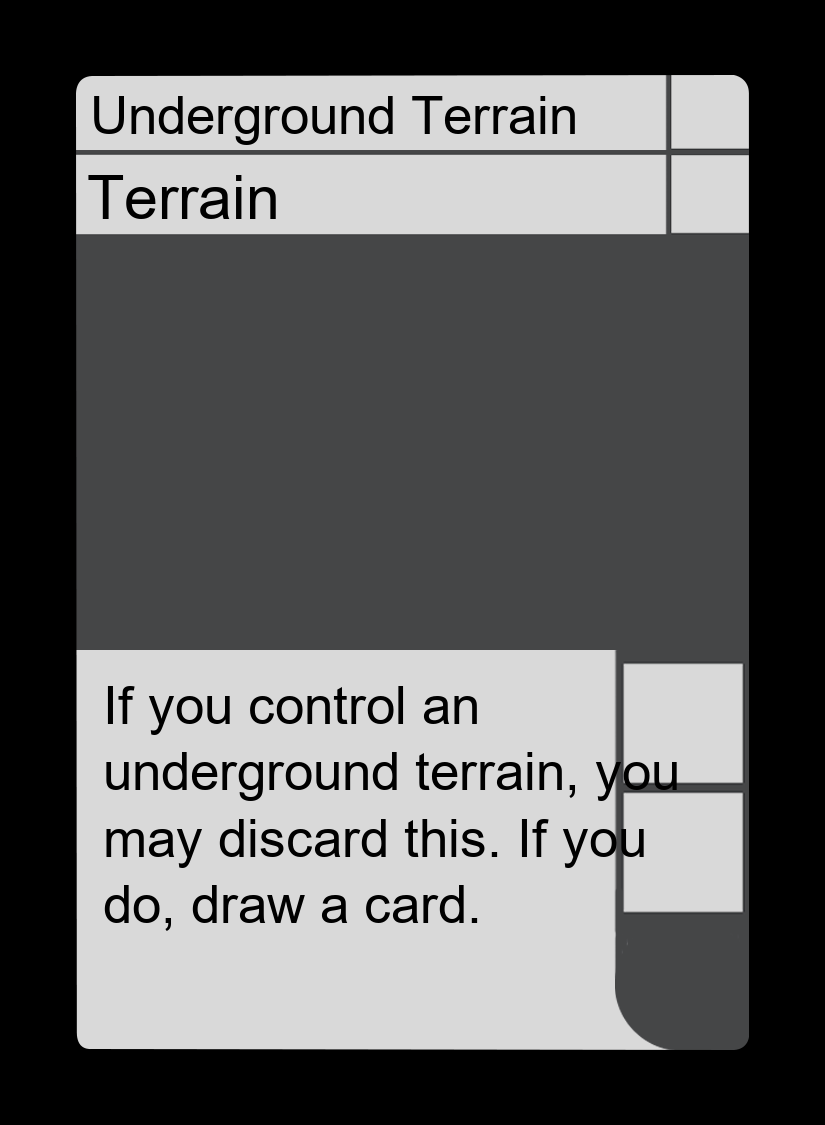 Underground Terrain
Terrain
If you control an
underground terrain, you
may discard this. If you
do, draw a card.